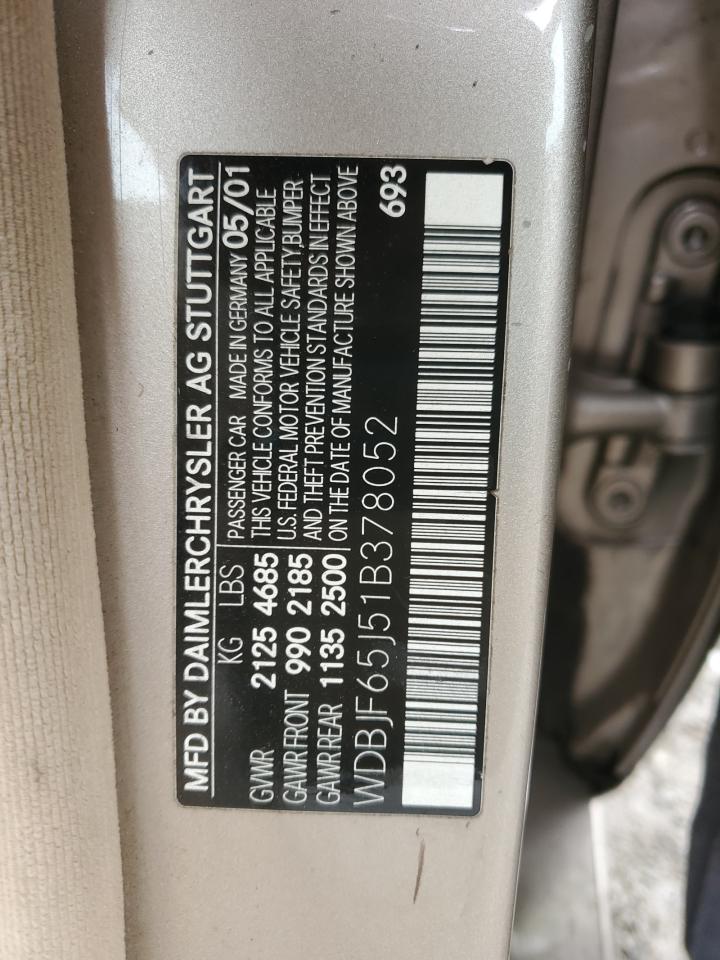 MFD BY DAIMLERCHRYSLER AG STUTTGART
KG LBS
GVWR 2125 4685
GAWR FRONT 990 2185
GAWR REAR 1135 2500
PASSENGER CAR MADE IN GERMANY 05/01
THIS VEHICLE CONFORMS TO ALL APPLICABLE
U.S. FEDERAL MOTOR VEHICLE SAFETY,BUMPER
AND THEFT PREVENTION STANDARDS IN EFFECT
ON THE DATE OF MANUFACTURE SHOWN ABOVE
WDBJF65J51B378052
693